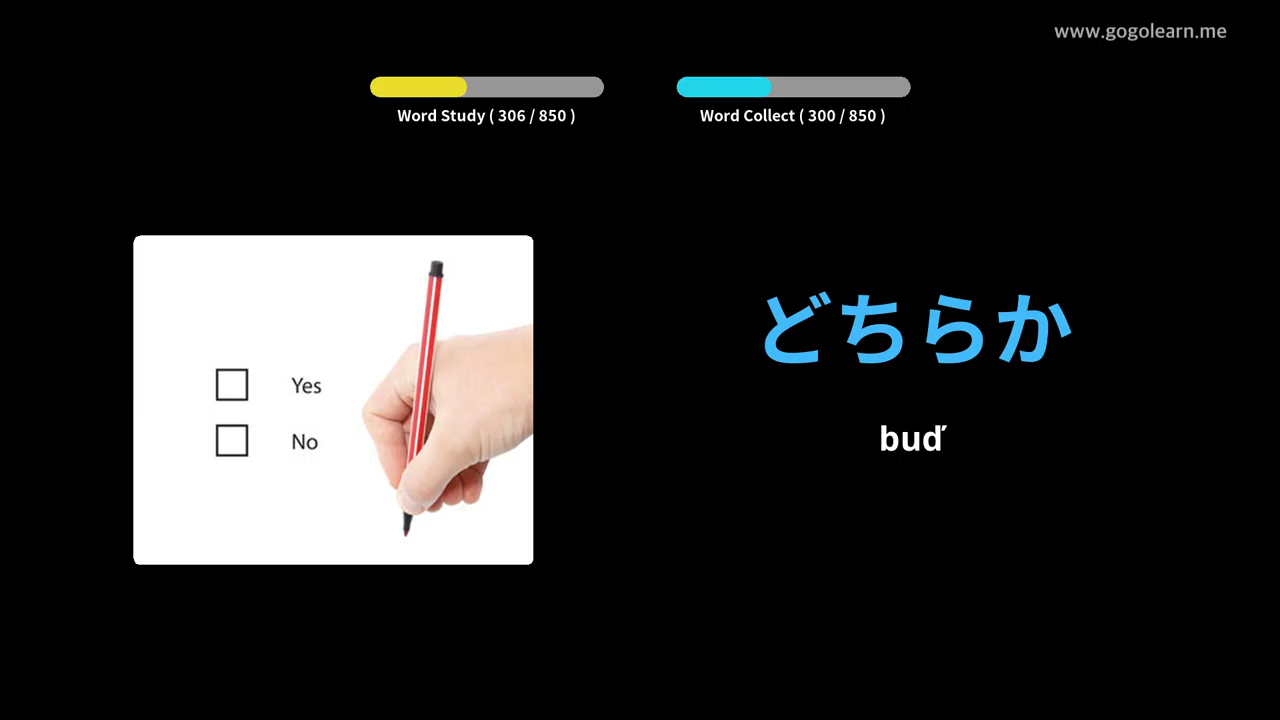 www.gogolearn.me
Word Study ( 306 / 850 )
Word Collect ( 300 / 850 )
Yes
No
どちらか
buď